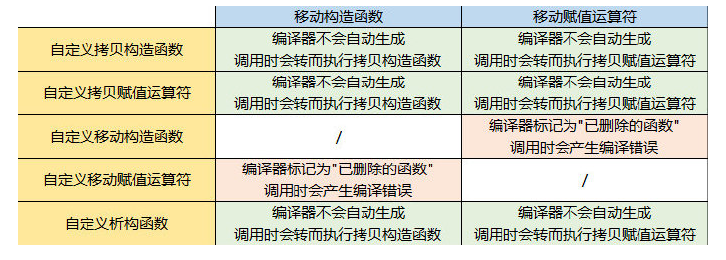 移动构造函数 移动赋值运算符
自定义拷贝构造函数 编译器不会自动生成 编译器不会自动生成
调用时会转而执行拷贝构造函数 调用时会转而执行拷贝赋值运算符
自定义拷贝赋值运算符 编译器不会自动生成 编译器不会自动生成
调用时会转而执行拷贝构造函数 调用时会转而执行拷贝赋值运算符
自定义移动构造函数 / 编译器标记为"已删除的函数"
调用时会产生编译错误
自定义移动赋值运算符 编译器标记为"已删除的函数" /
调用时会产生编译错误
自定义析构函数 编译器不会自动生成 编译器不会自动生成
调用时会转而执行拷贝构造函数 调用时会转而执行拷贝赋值运算符